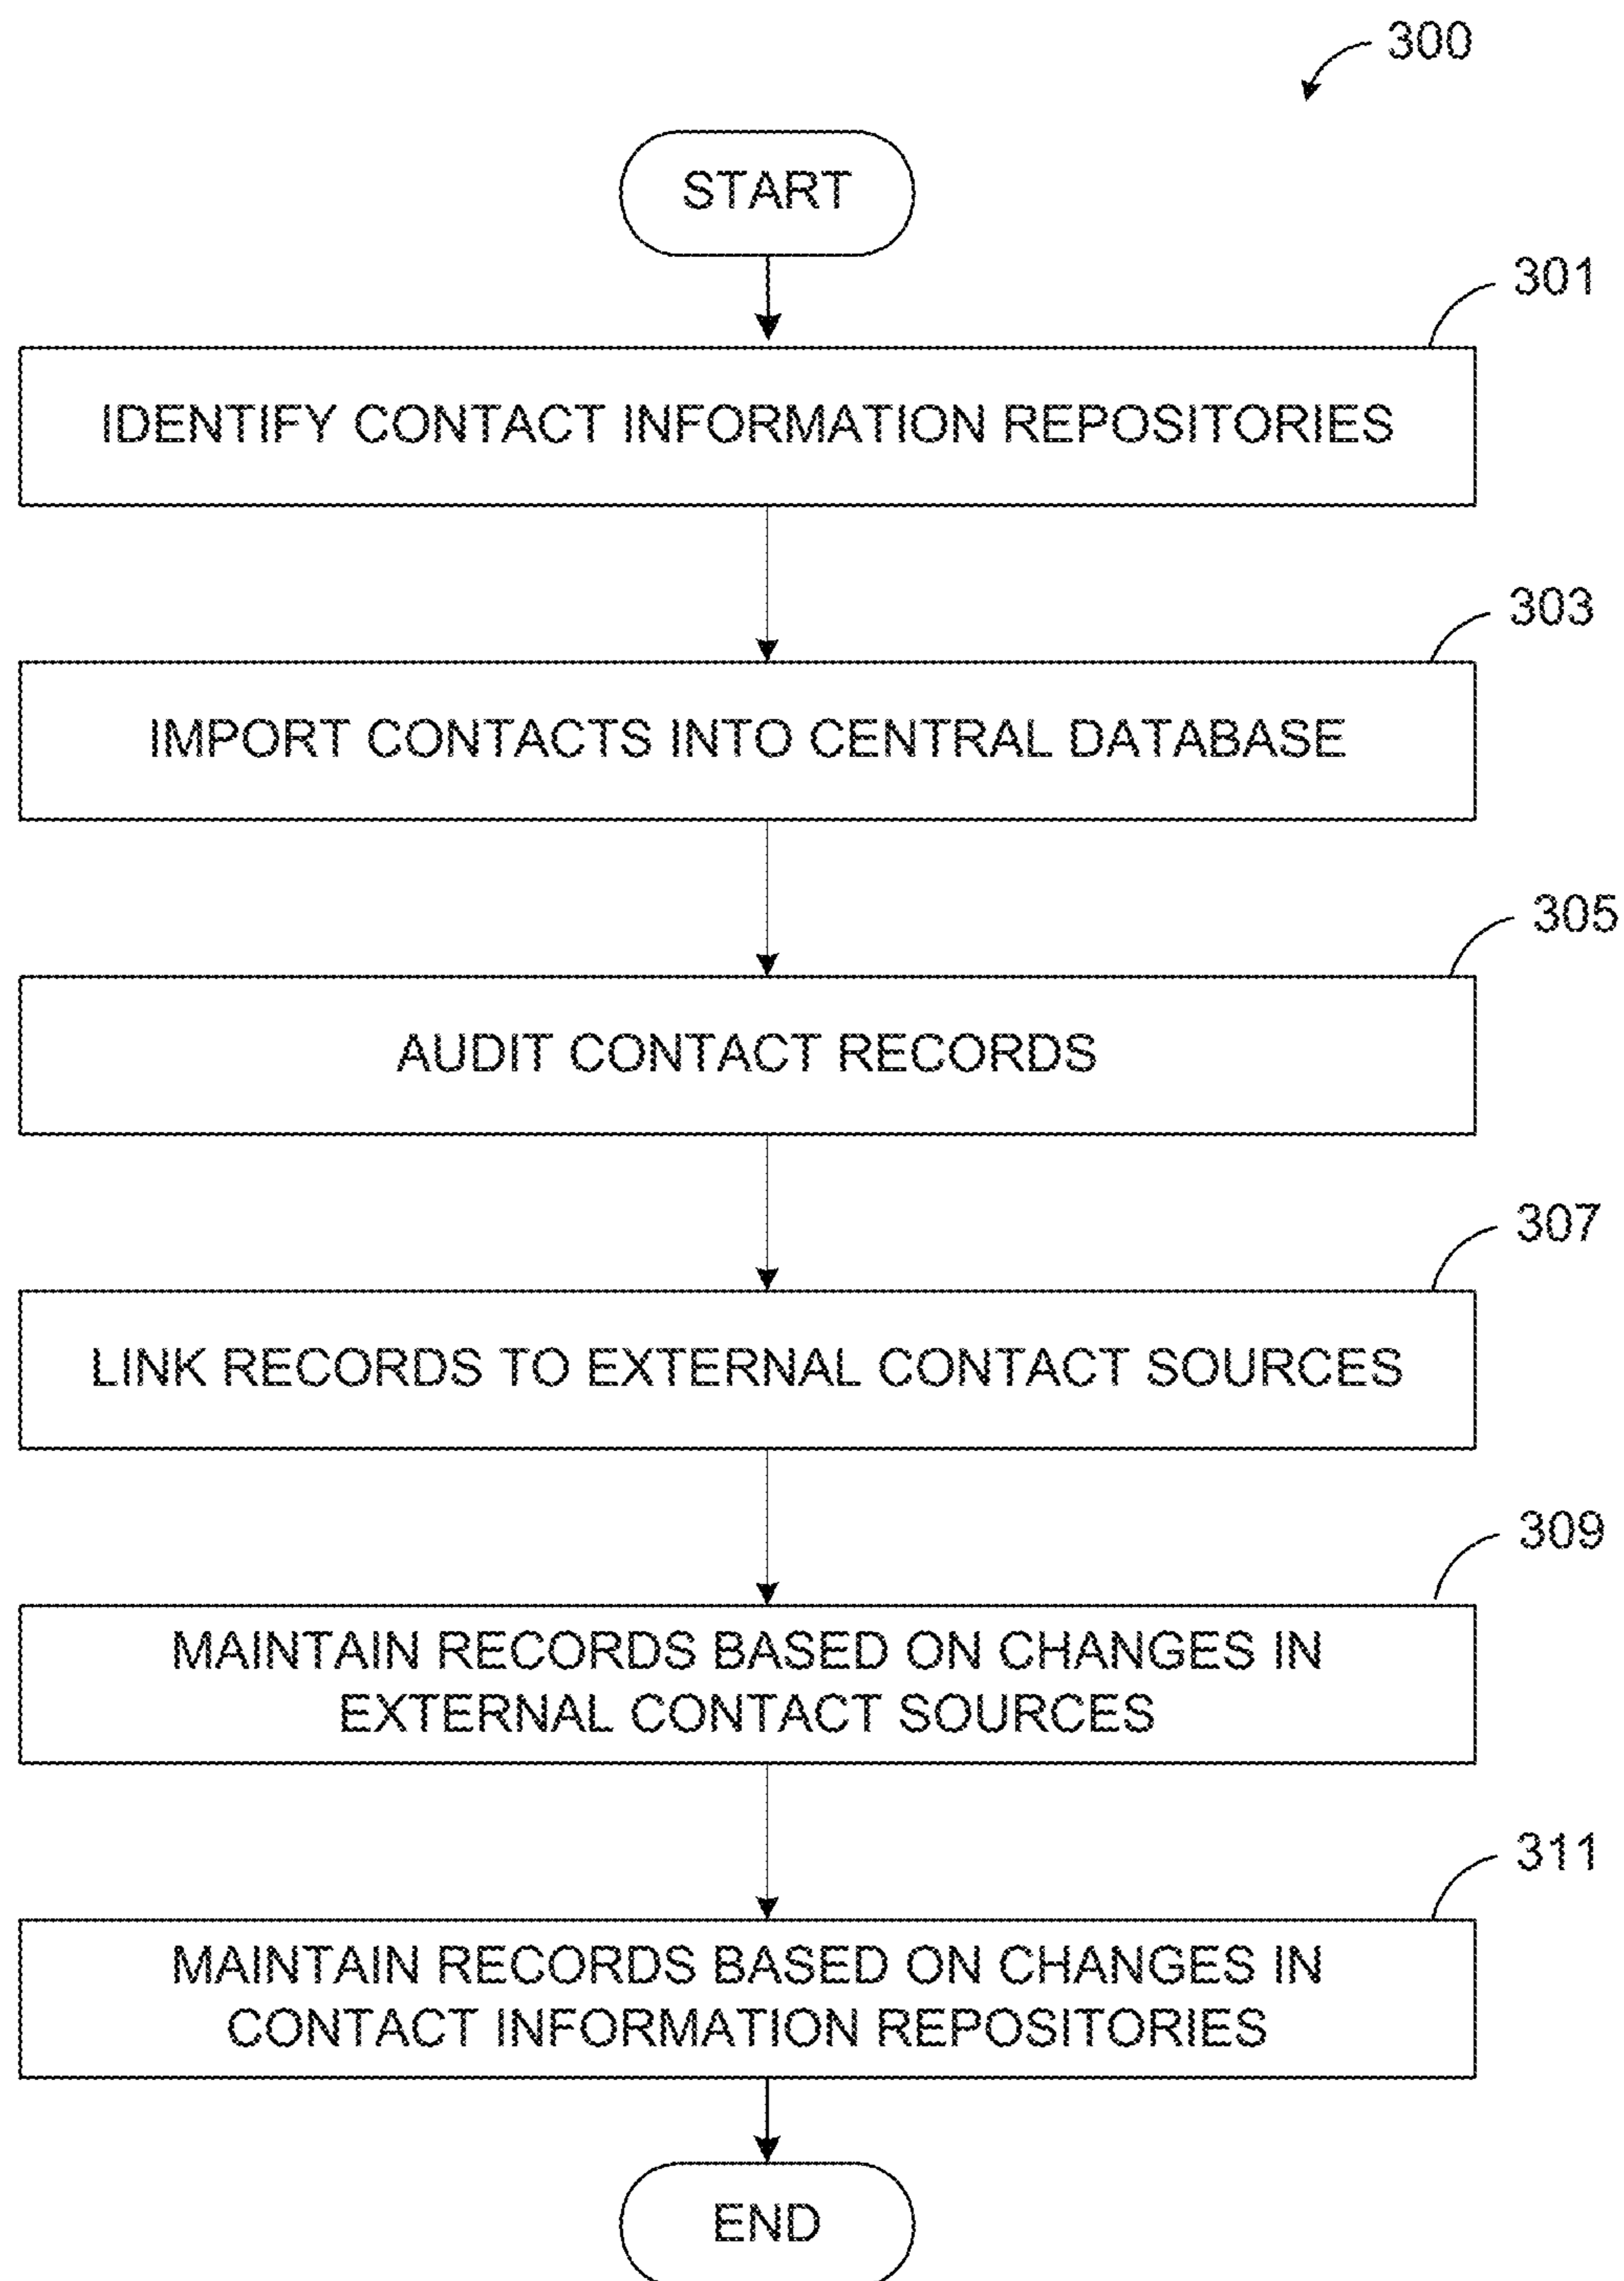 300
START
301
IDENTIFY CONTACT INFORMATION REPOSITORIES
303
IMPORT CONTACTS INTO CENTRAL DATABASE
305
AUDIT CONTACT RECORDS
307
LINK RECORDS TO EXTERNAL CONTACT SOURCES
309
MAINTAIN RECORDS BASED ON CHANGES IN
EXTERNAL CONTACT SOURCES
311
MAINTAIN RECORDS BASED ON CHANGES IN
CONTACT INFORMATION REPOSITORIES
END